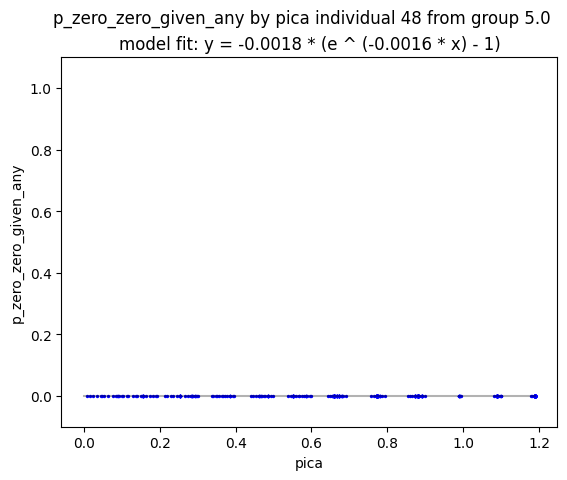 p_zero_zero_given_any by pica individual 48 from group 5.0
model fit: y = -0.0018 * (e ^ (-0.0016 * x) - 1)
p_zero_zero_given_any
1.0
0.8
0.6
0.4
0.2
0.0
0.0 0.2 0.4 0.6 0.8 1.0 1.2
pica